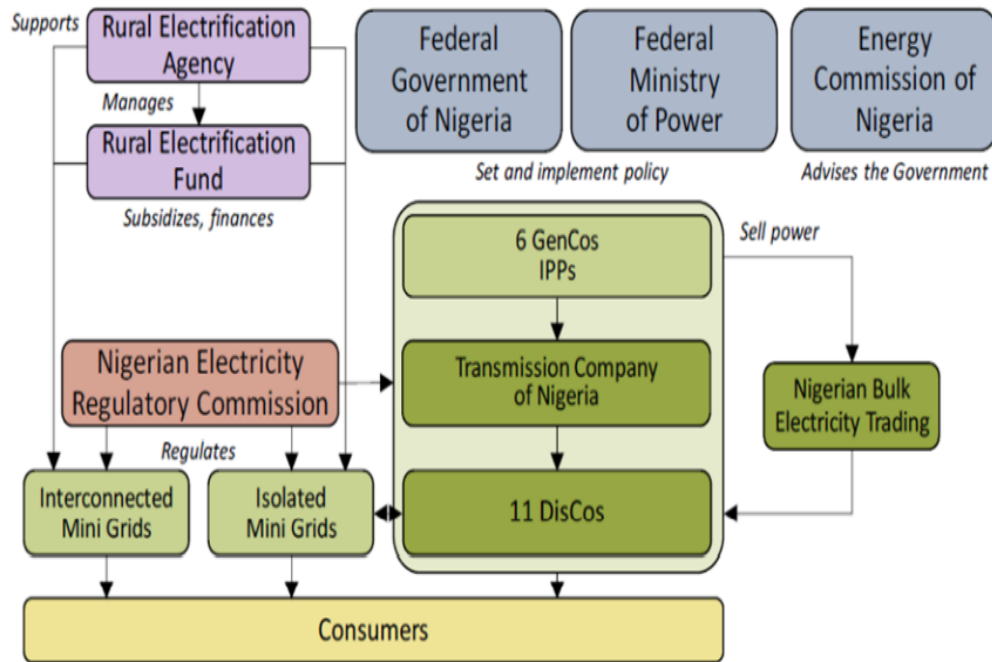 Supports
Rural Electrification
Agency
Manages
Rural Electrification
Fund
Subsidizes, finances
Federal
Government
of Nigeria
Federal
Ministry
of Power
Energy
Commission of
Nigeria
Set and implement policy
Advises the Government
6 GenCos
IPPs
Sell power
Nigerian Electricity
Regulatory Commission
Transmission Company
of Nigeria
Nigerian Bulk
Electricity Trading
Regulates
Interconnected
Mini Grids
Isolated
Mini Grids
11 DisCos
Consumers